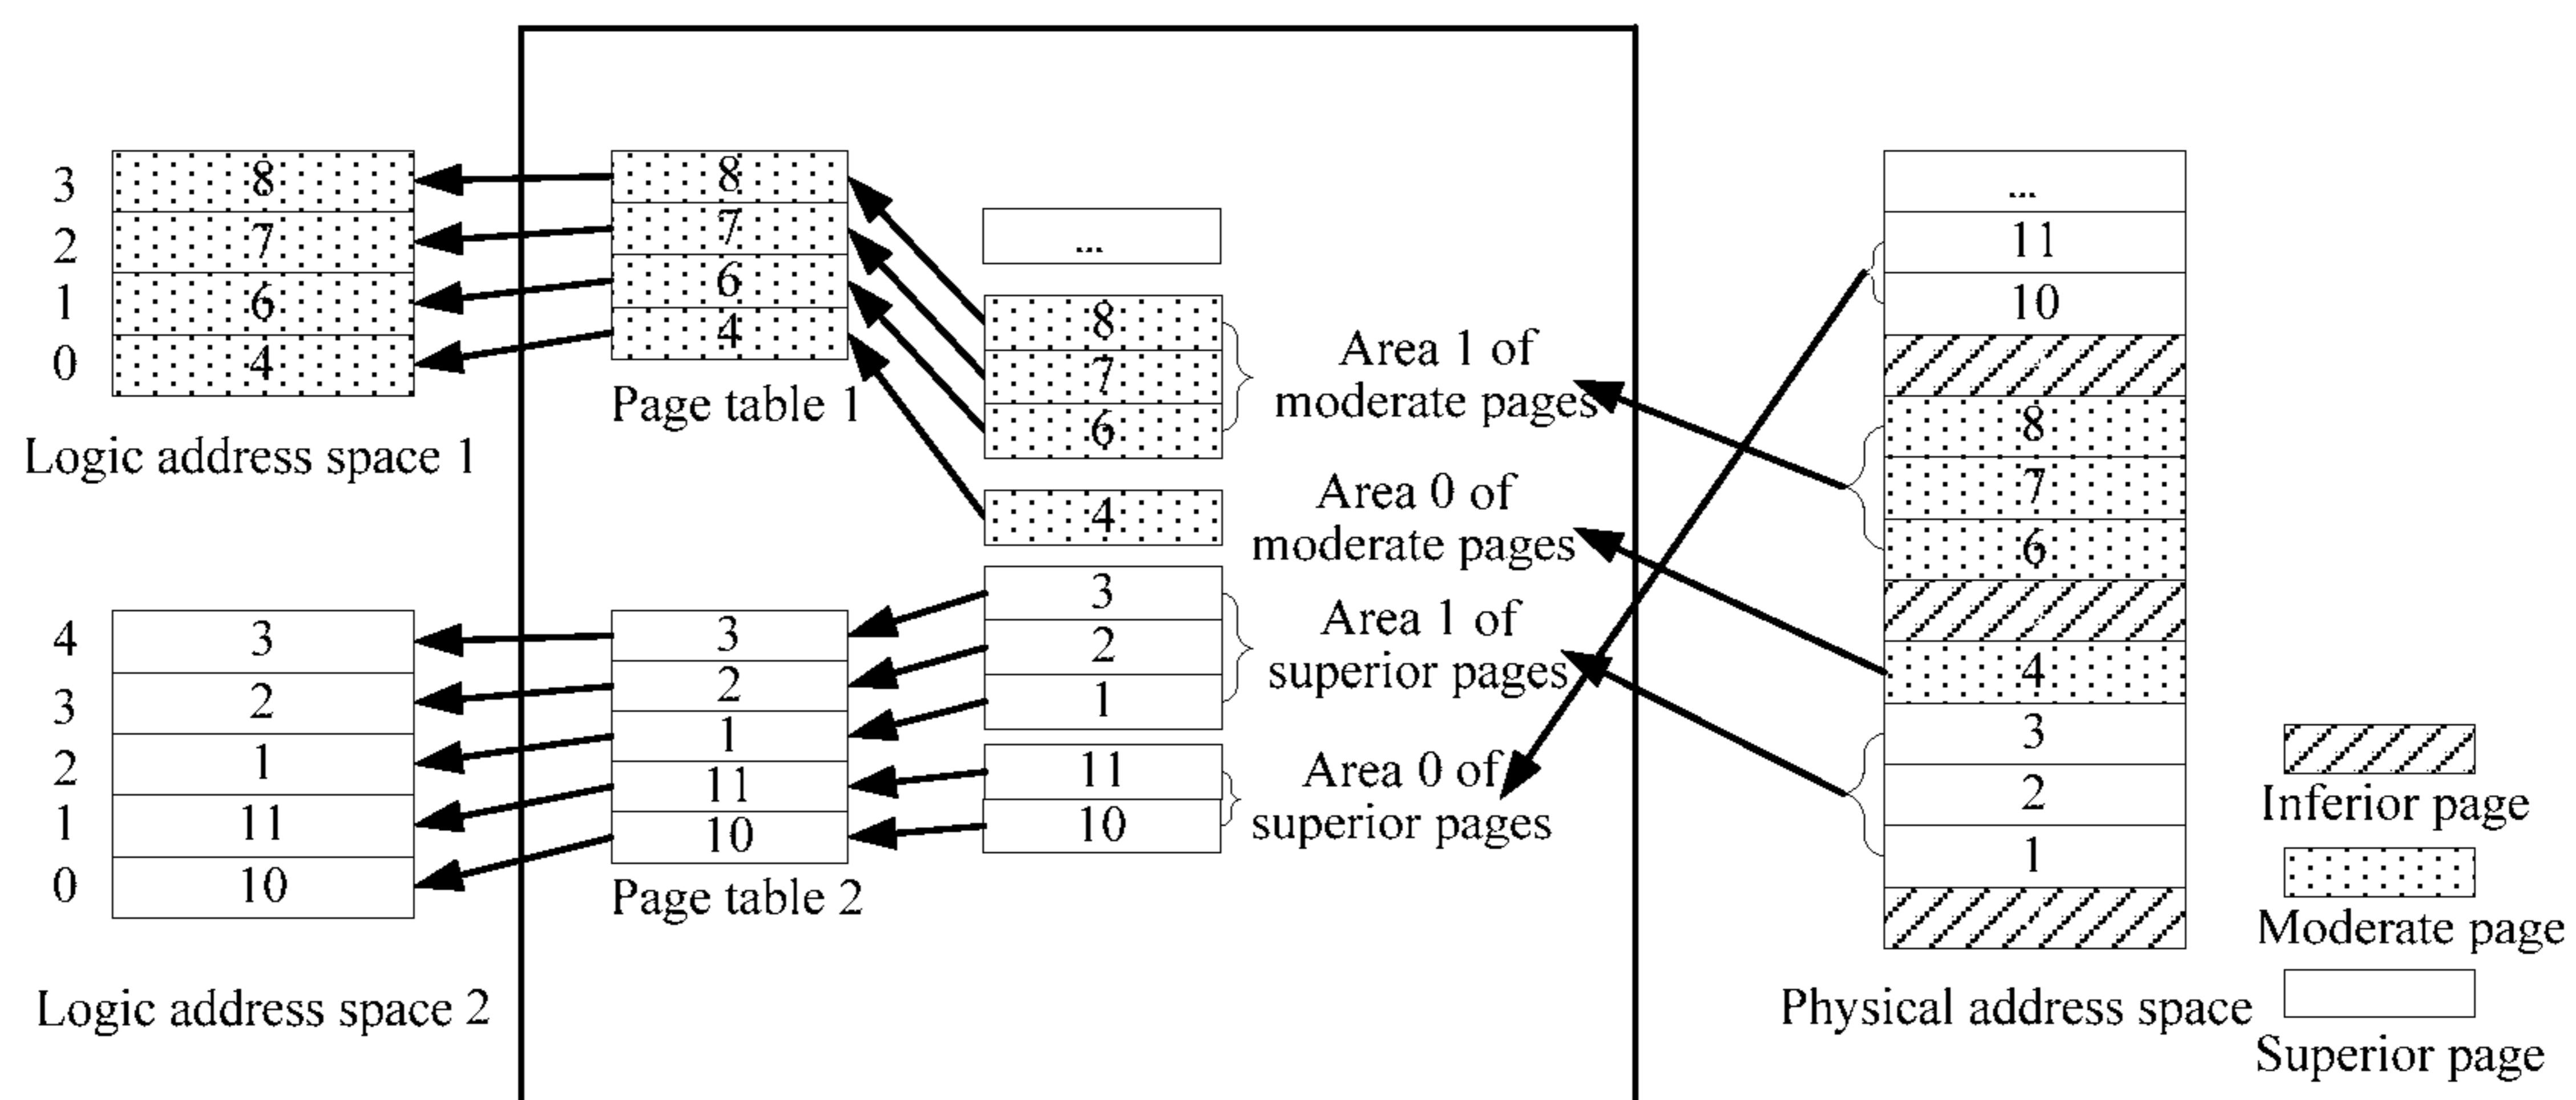 3
2
1
0
8
7
6
4
Logic address space 1
8
7
6
4
Page table 1
...
8
7
6
4
Area 1 of
moderate pages
Area 0 of
moderate pages
4
3
2
1
0
3
2
1
11
10
Logic address space 2
3
2
1
11
10
Page table 2
3
2
1
11
10
Area 1 of
superior pages
Area 0 of
superior pages
...
11
10
8
7
6
4
3
2
1
Physical address space
Inferior page
Moderate page
Superior page